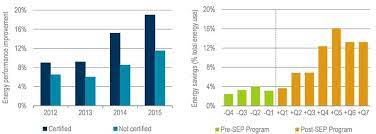 Energy performance improvement
20%
15%
10%
5%
0%
2012 2013 2014 2015
Certified Not certified
Energy savings (% total energy use)
20%
15%
10%
5%
0%
-Q4 -Q3 -Q2 -Q1 +Q1 +Q2 +Q3 +Q4 +Q5 +Q6 +Q7
Pre-SEP Program Post-SEP Program